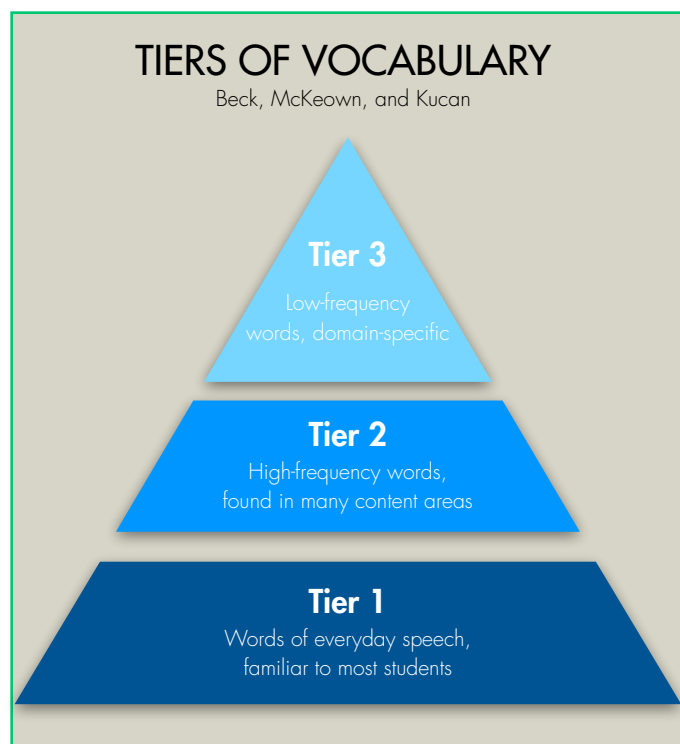 TIERS OF VOCABULARY
Beck, McKeown, and Kucan
Tier 3
Low-frequency
words, domain-specific
Tier 2
High-frequency words,
found in many content areas
Tier 1
Words of everyday speech,
familiar to most students